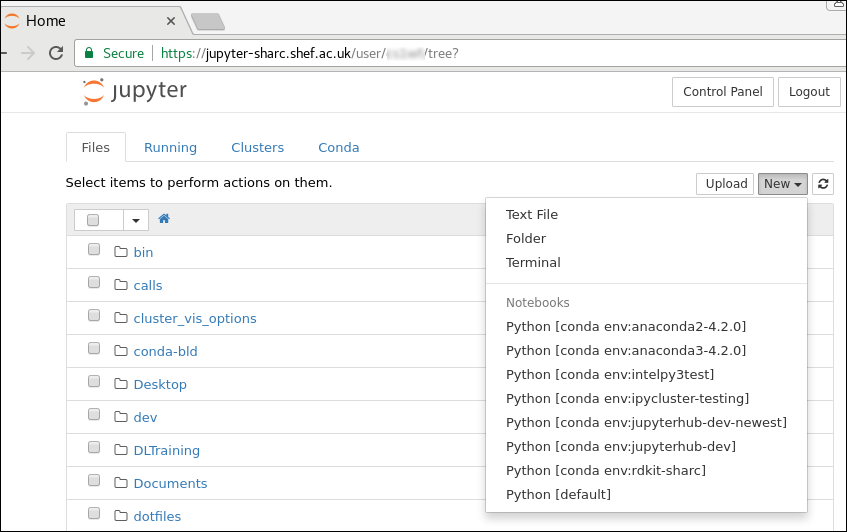 Home
Secure https://jupyter-sharc.shef.ac.uk/user/ /tree?
jupyter Control Panel Logout
Files Running Clusters Conda
Select items to perform actions on them. Upload New
Text File
Folder
Terminal
Notebooks
Python [conda env:anaconda2-4.2.0]
Python [conda env:anaconda3-4.2.0]
Python [conda env:intelpy3test]
Python [conda env:ipycluster-testing]
Python [conda env:jupyterhub-dev-newest]
Python [conda env:jupyterhub-dev]
Python [conda env:rdkit-sharc]
Python [default]
bin
calls
cluster_vis_options
conda-bld
Desktop
dev
DLTraining
Documents
dotfiles